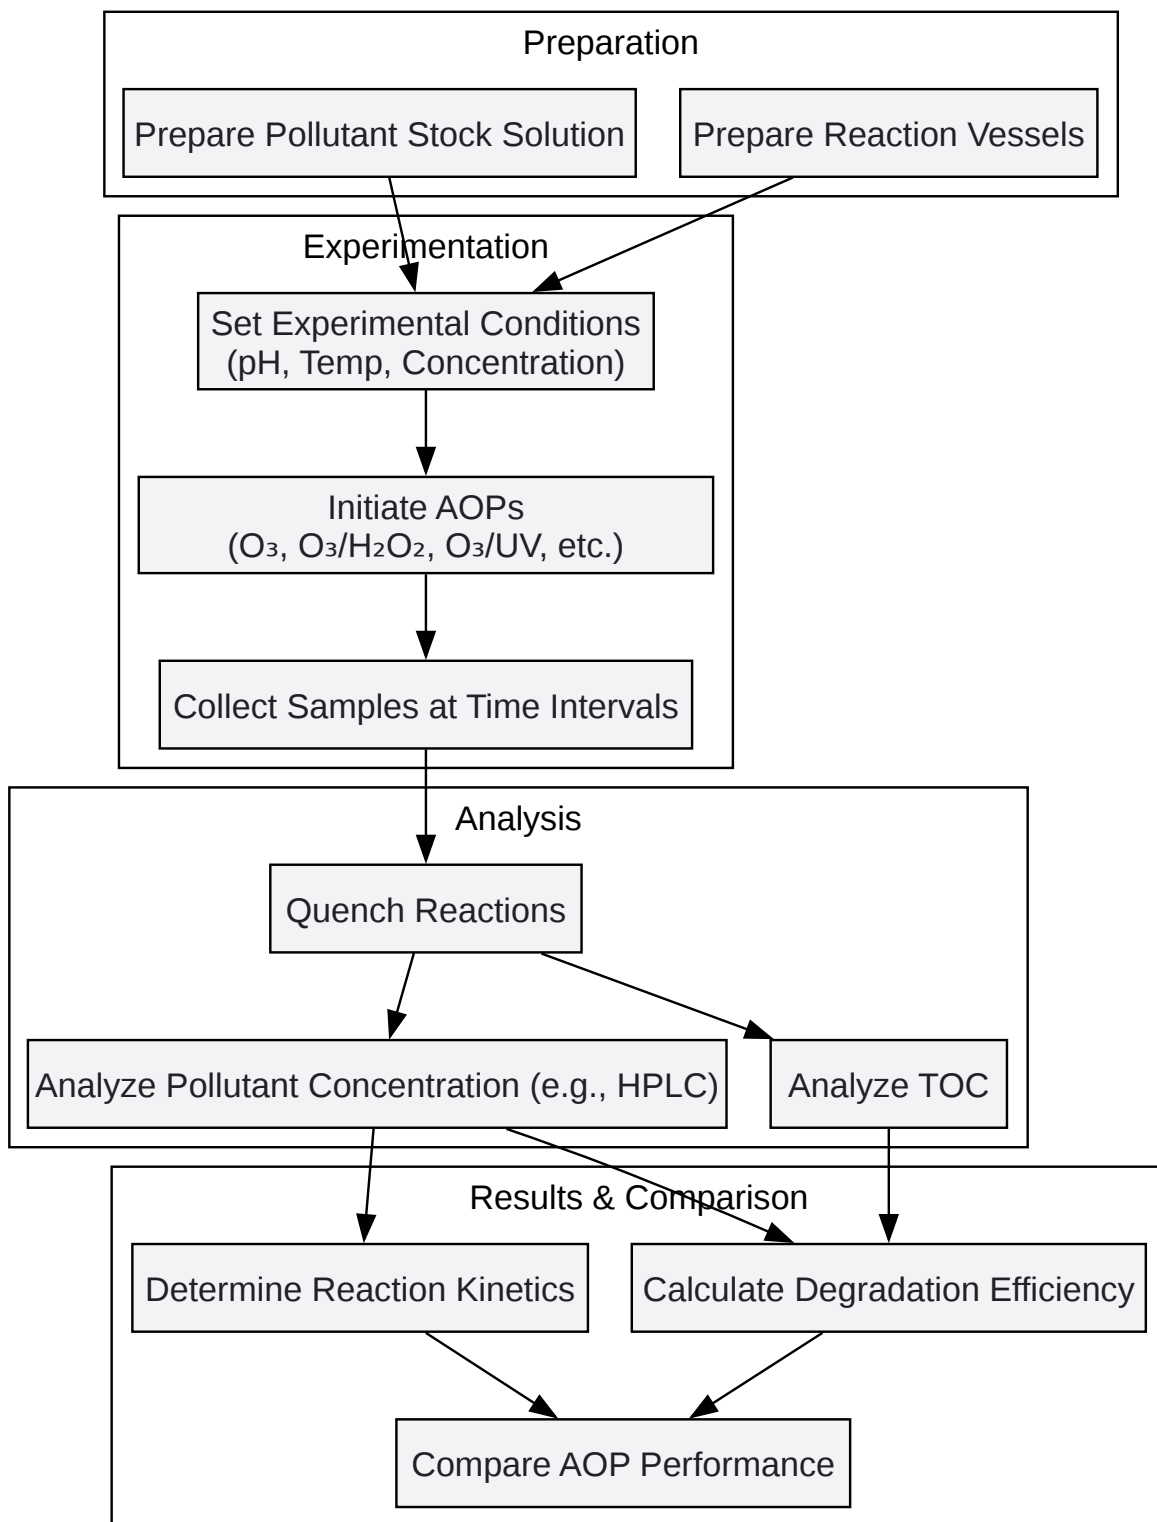 Preparation
Prepare Pollutant Stock Solution
Prepare Reaction Vessels
Experimentation
Set Experimental Conditions
(pH, Temp, Concentration)
Initiate AOPs
(O₃, O₃/H₂O₂, O₃/UV, etc.)
Collect Samples at Time Intervals
Analysis
Quench Reactions
Analyze Pollutant Concentration (e.g., HPLC)
Analyze TOC
Results & Comparison
Determine Reaction Kinetics
Calculate Degradation Efficiency
Compare AOP Performance